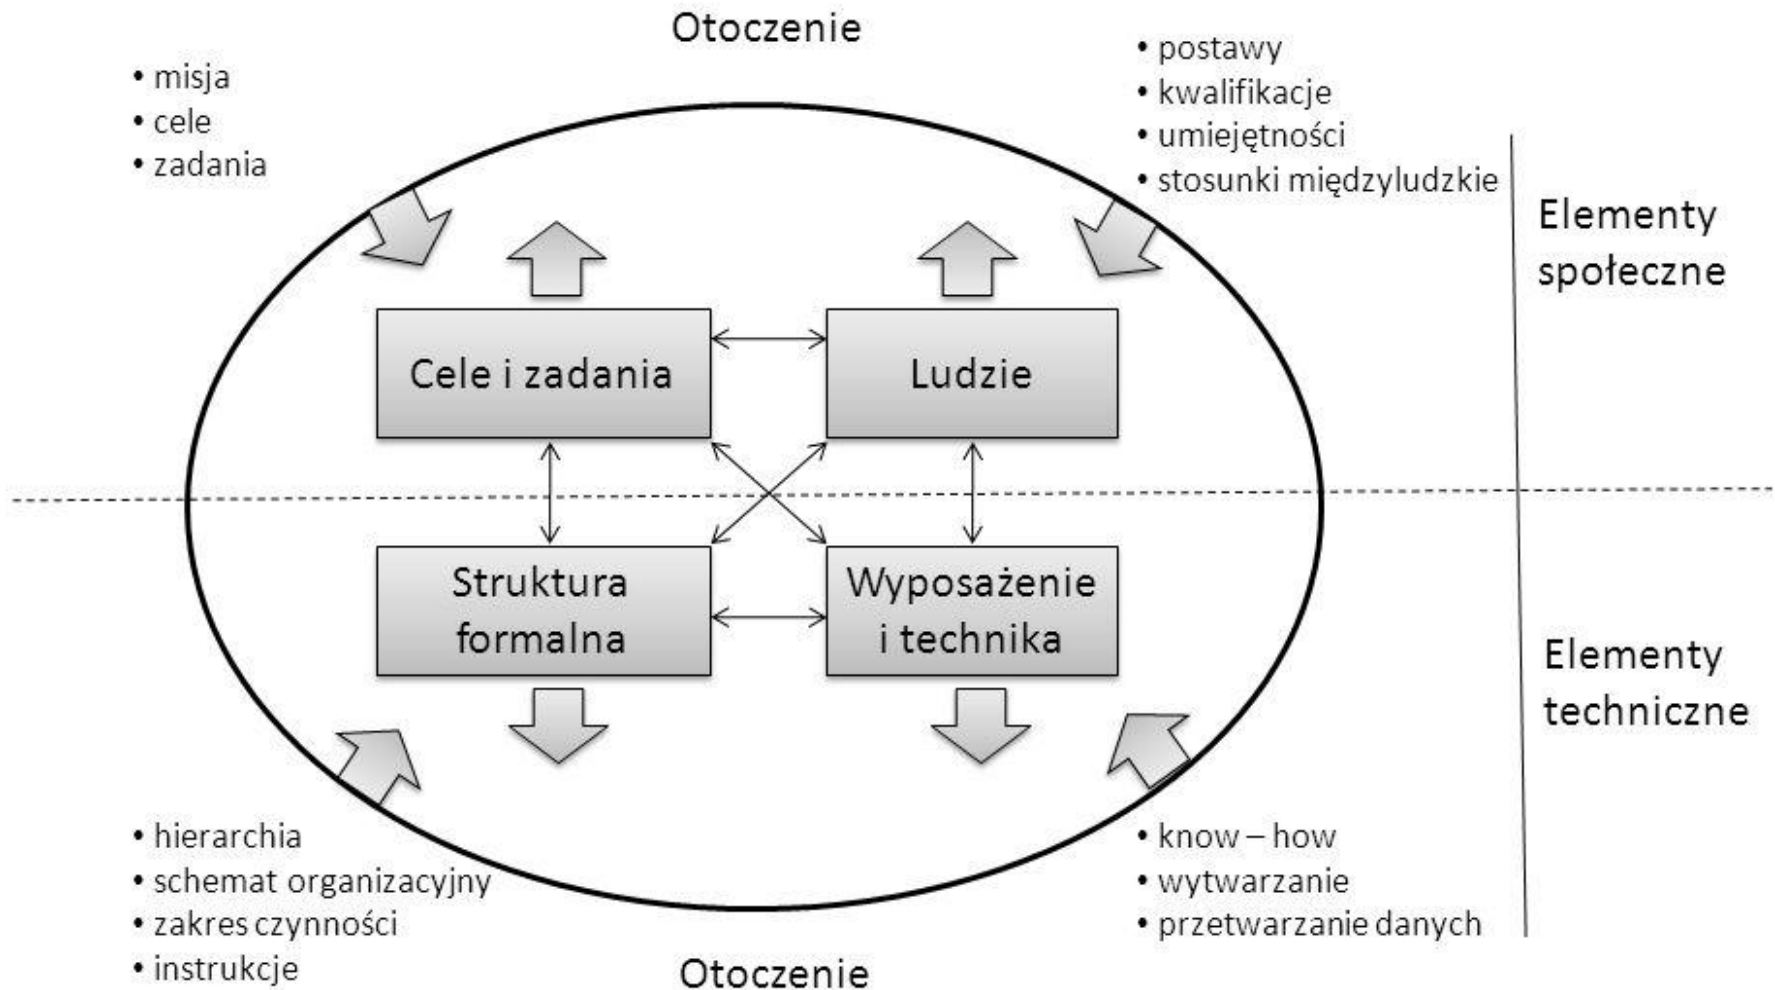 Otoczenie
• misja
• cele
• zadania
• postawy
• kwalifikacje
• umiejętności
• stosunki międzyludzkie
Elementy
społeczne
Cele i zadania
Ludzie
Struktura
formalna
Wyposażenie
i technika
Elementy
techniczne
• hierarchia
• schemat organizacyjny
• zakres czynności
• instrukcje
• know – how
• wytwarzanie
• przetwarzanie danych
Otoczenie